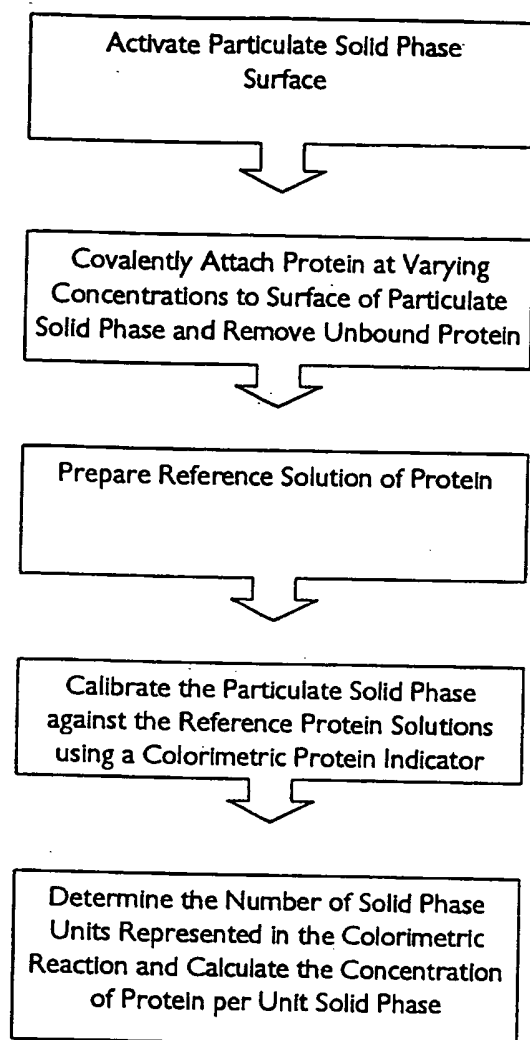 Activate Particulate Solid Phase
Surface
Covalently Attach Protein at Varying
Concentrations to Surface of Particulate
Solid Phase and Remove Unbound Protein
Prepare Reference Solution of Protein
Calibrate the Particulate Solid Phase
against the Reference Protein Solutions
using a Colorimetric Protein Indicator
Determine the Number of Solid Phase
Units Represented in the Colorimetric
Reaction and Calculate the Concentration
of Protein per Unit Solid Phase